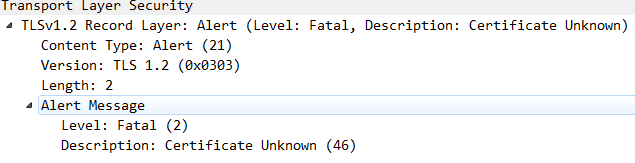 Transport Layer Security
TLSv1.2 Record Layer: Alert (Level: Fatal, Description: Certificate Unknown)
Content Type: Alert (21)
Version: TLS 1.2 (0x0303)
Length: 2
Alert Message
Level: Fatal (2)
Description: Certificate Unknown (46)